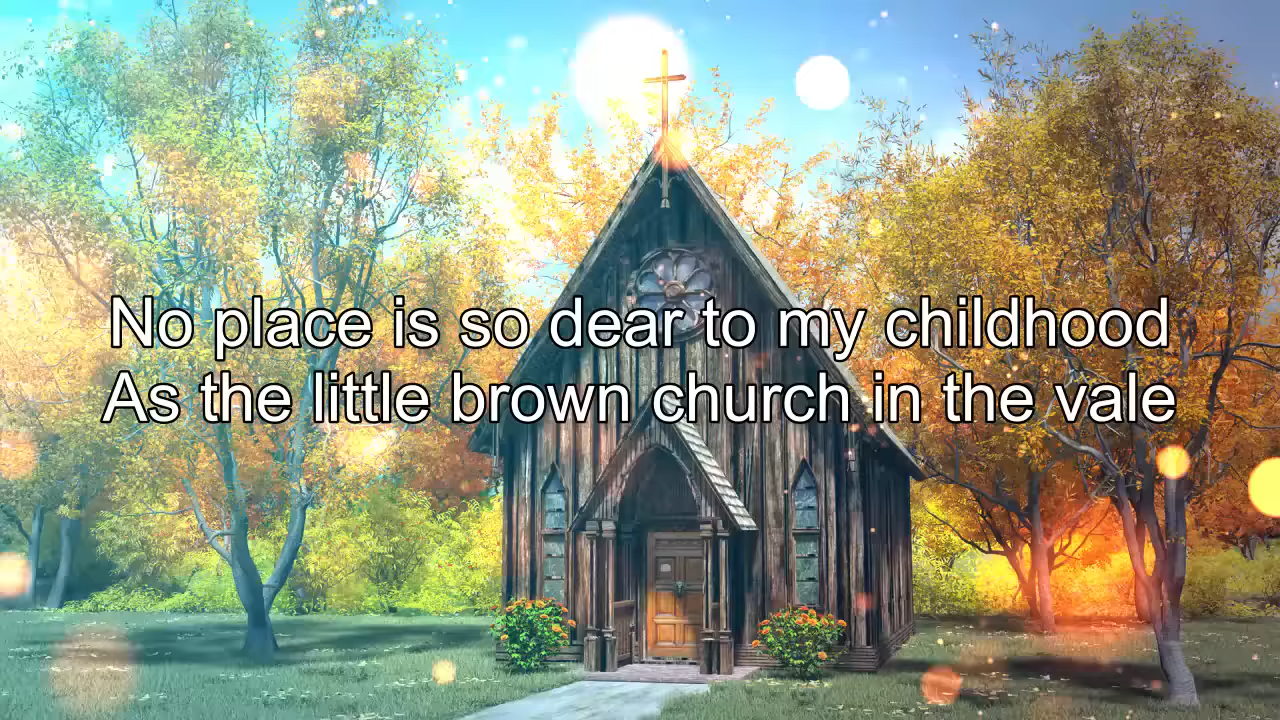 No place is so dear to my childhood
As the little brown church in the vale